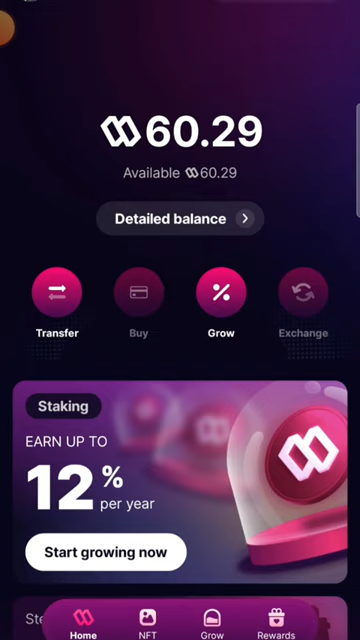 60.29
Available 60.29
Detailed balance
Transfer
Buy
Grow
Exchange
Staking
EARN UP TO
12 %
per year
Start growing now
Home
NFT
Grow
Rewards